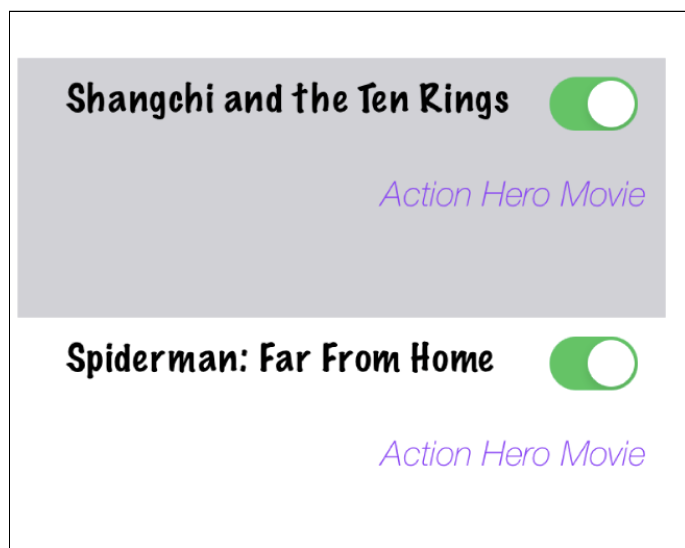 Shangchi and the Ten Rings
Action Hero Movie
Spiderman: Far From Home
Action Hero Movie